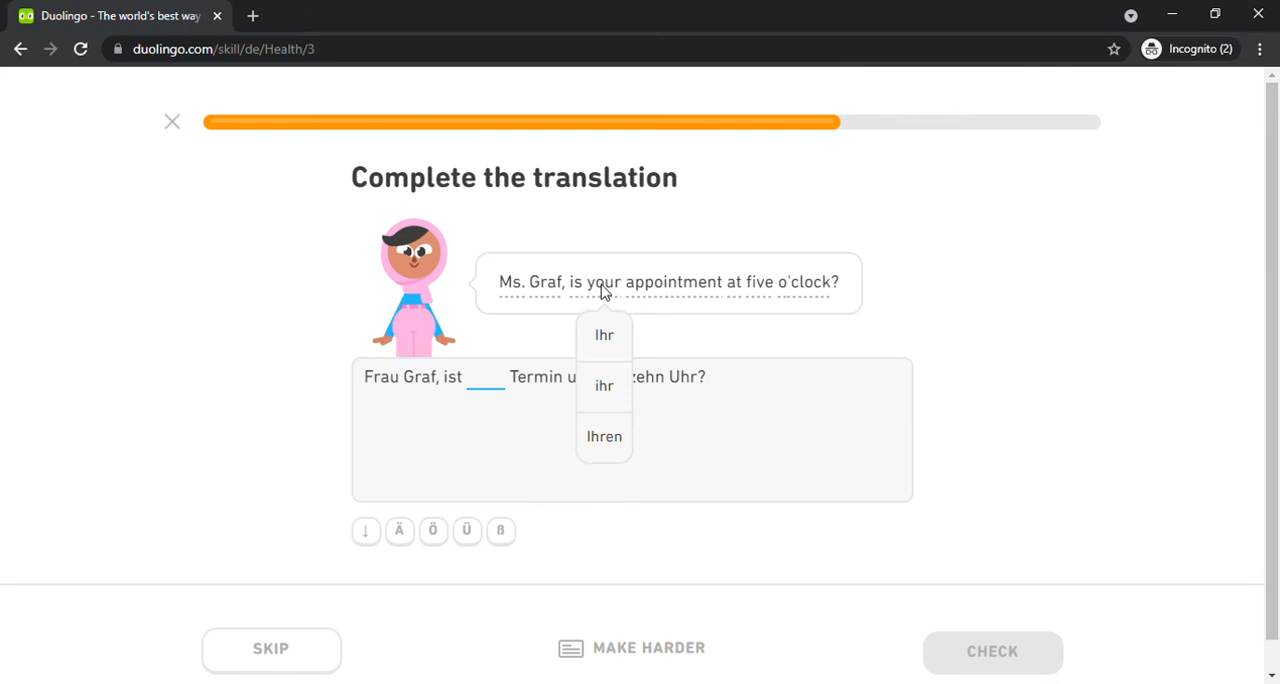 Duolingo - The world's best way
duolingo.com/skill/de/Health/3
Incognito (2)
Complete the translation
Ms. Graf, is your appointment at five o'clock?
Ihr
ihr
Ihren
Frau Graf, ist ____ Termin u zehn Uhr?
↓ Ä Ö Ü ß
SKIP
MAKE HARDER
CHECK